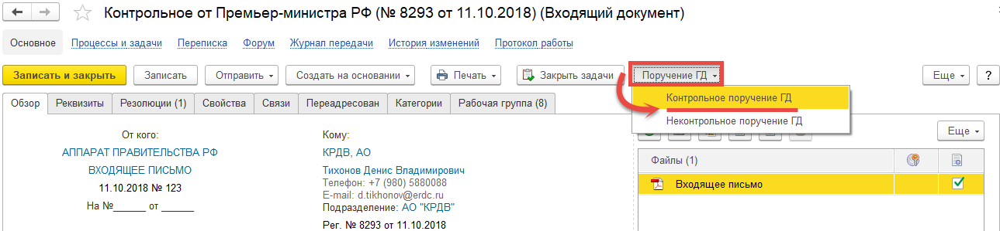 Контрольное от Премьер-министра РФ (№ 8293 от 11.10.2018) (Входящий документ)
Основное Процессы и задачи Переписка Форум Журнал передачи История изменений Протокол работы
Записать и закрыть Записать Отправить Создать на основании Печать Закрыть задачи Поручение ГД Еще ?
Контрольное поручение ГД
Неконтрольное поручение ГД
Обзор Реквизиты Резолюции (1) Свойства Связи Переадресован Категории Рабочая группа (8)
Еще
От кого:
АППАРАТ ПРАВИТЕЛЬСТВА РФ
ВХОДЯЩЕЕ ПИСЬМО
11.10.2018 № 123
На №______ от ______
Кому:
КРДВ, АО
Тихонов Денис Владимирович
Телефон: +7 (980) 5880088
E-mail: d.tikhonov@erdc.ru
Подразделение: АО "КРДВ"
Рег. № 8293 от 11.10.2018
Файлы (1)
Входящее письмо